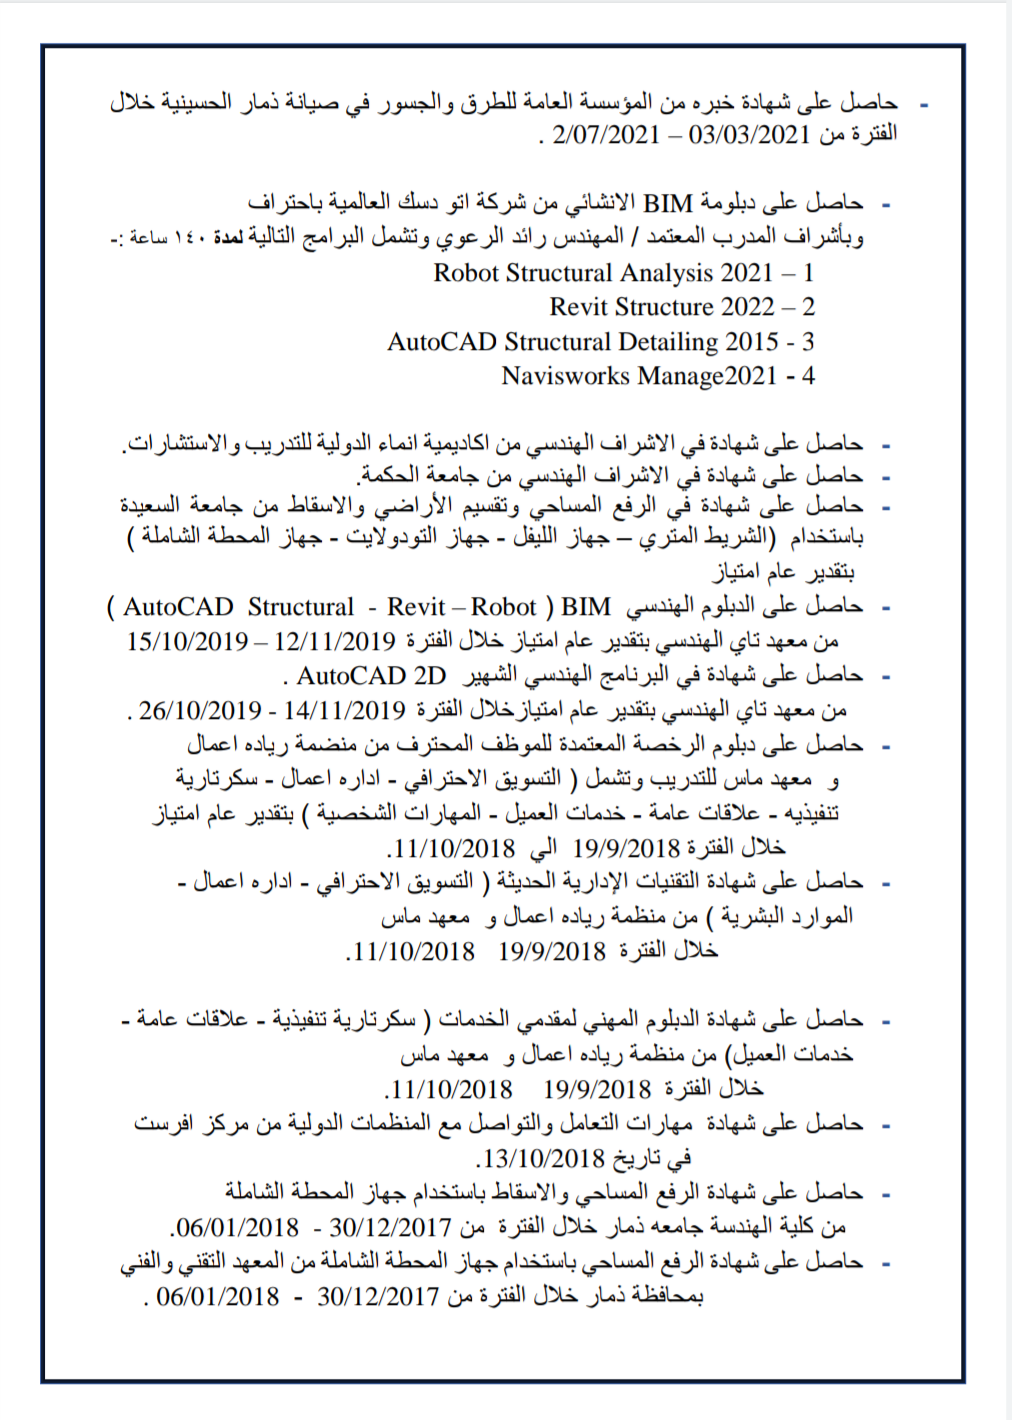 - حاصل على شهادة خبره من المؤسسة العامة للطرق والجسور في صيانة ذمار الحسينية خلال
الفترة من 03/03/2021 – 2/07/2021 .
- حاصل على دبلومة BIM الانشائي من شركة اتو دسك العالمية باحتراف
وبأشراف المدرب المعتمد / المهندس رائد الرعوي وتشمل البرامج التالية لمدة ١٤٠ ساعة :-
1 – Robot Structural Analysis 2021
2 – Revit Structure 2022
3 - AutoCAD Structural Detailing 2015
4 - Navisworks Manage2021
- حاصل على شهادة في الاشراف الهندسي من اكاديمية انماء الدولية للتدريب والاستشارات.
- حاصل على شهادة في الاشراف الهندسي من جامعة الحكمة.
- حاصل على شهادة في الرفع المساحي وتقسيم الأراضي والاسقاط من جامعة السعيدة
باستخدام (الشريط المتري – جهاز الليفل - جهاز التودولايت - جهاز المحطة الشاملة )
بتقدير عام امتياز
- حاصل على الدبلوم الهندسي BIM ( AutoCAD Structural - Revit – Robot )
من معهد تاي الهندسي بتقدير عام امتياز خلال الفترة 12/11/2019 – 15/10/2019
- حاصل على شهادة في البرنامج الهندسي الشهير AutoCAD 2D .
من معهد تاي الهندسي بتقدير عام امتيازخلال الفترة 14/11/2019 - 26/10/2019 .
- حاصل على دبلوم الرخصة المعتمدة للموظف المحترف من منضمة رياده اعمال
و معهد ماس للتدريب وتشمل ( التسويق الاحترافي - اداره اعمال - سكرتارية
تنفيذيه - علاقات عامة - خدمات العميل - المهارات الشخصية ) بتقدير عام امتياز
خلال الفترة 19/9/2018 الي 11/10/2018.
- حاصل على شهادة التقنيات الإدارية الحديثة ( التسويق الاحترافي - اداره اعمال -
الموارد البشرية ) من منظمة رياده اعمال و معهد ماس
خلال الفترة 19/9/2018 11/10/2018.
- حاصل على شهادة الدبلوم المهني لمقدمي الخدمات ( سكرتارية تنفيذية - علاقات عامة -
خدمات العميل) من منظمة رياده اعمال و معهد ماس
خلال الفترة 19/9/2018 11/10/2018.
- حاصل على شهادة مهارات التعامل والتواصل مع المنظمات الدولية من مركز افرست
في تاريخ 13/10/2018.
- حاصل على شهادة الرفع المساحي والاسقاط باستخدام جهاز المحطة الشاملة
من كلية الهندسة جامعه ذمار خلال الفترة من 30/12/2017 - 06/01/2018.
- حاصل على شهادة الرفع المساحي باستخدام جهاز المحطة الشاملة من المعهد التقني والفني
بمحافظة ذمار خلال الفترة من 30/12/2017 - 06/01/2018 .